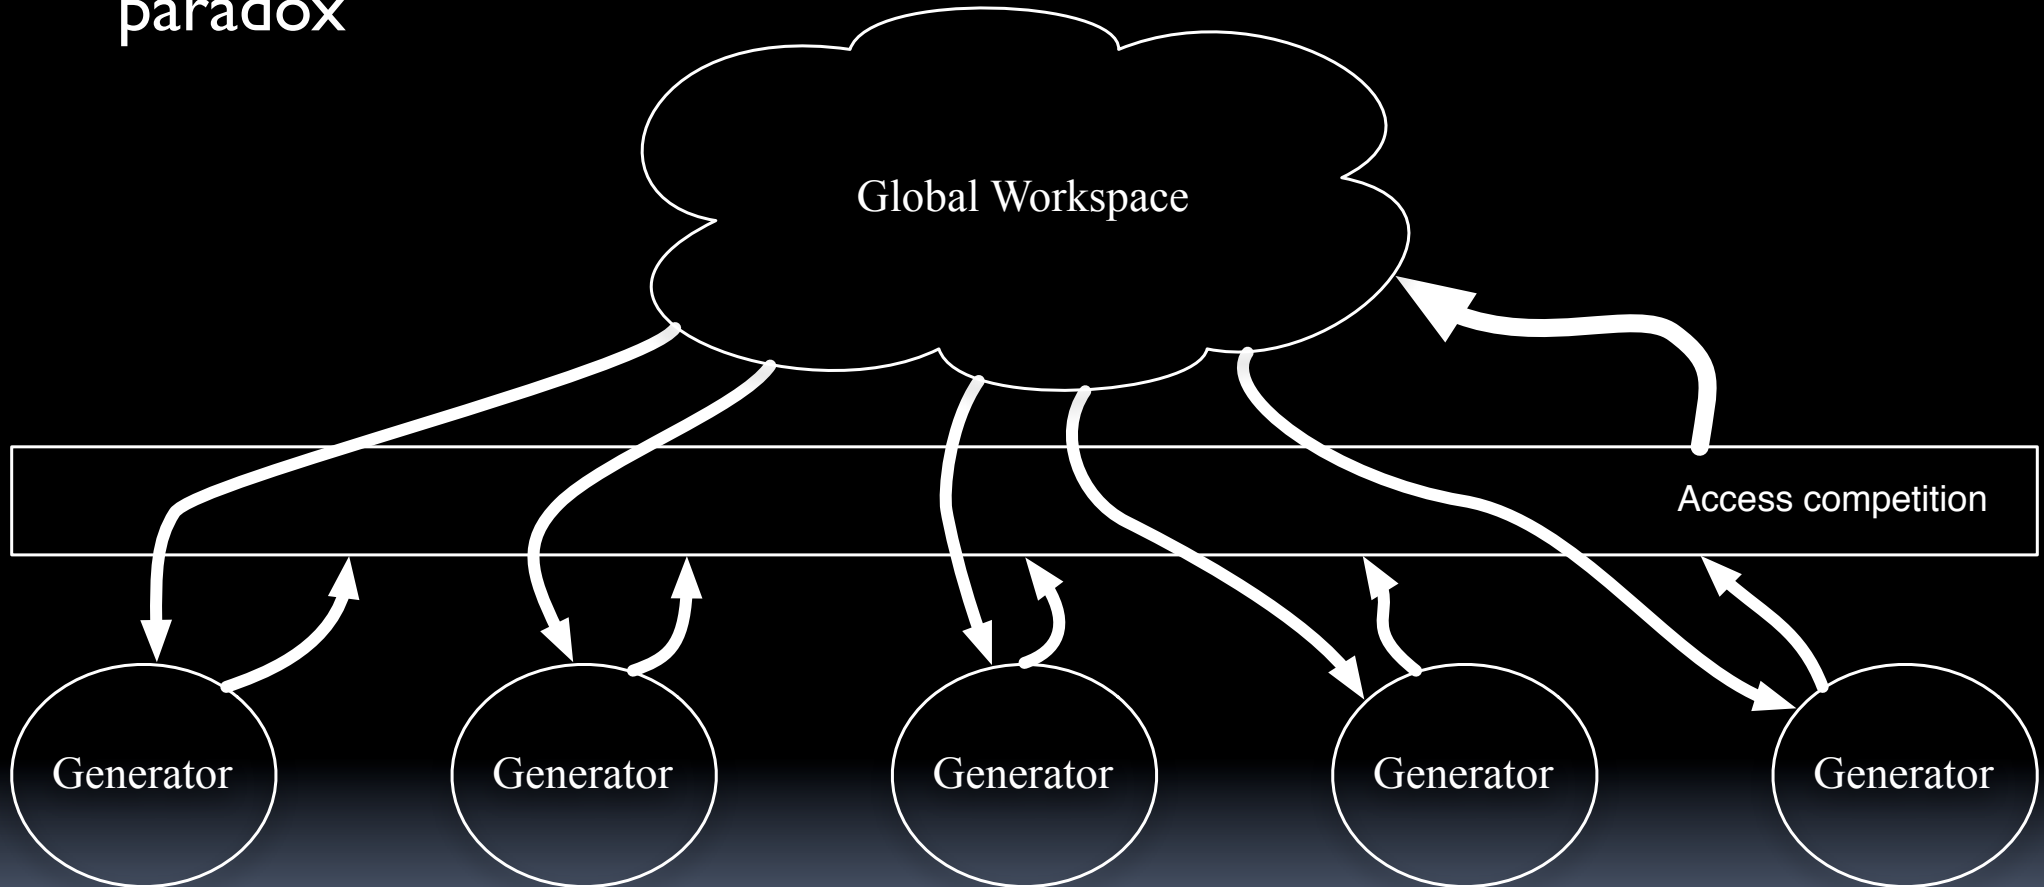 paradox
Global Workspace
Access competition
Generator
Generator
Generator
Generator
Generator